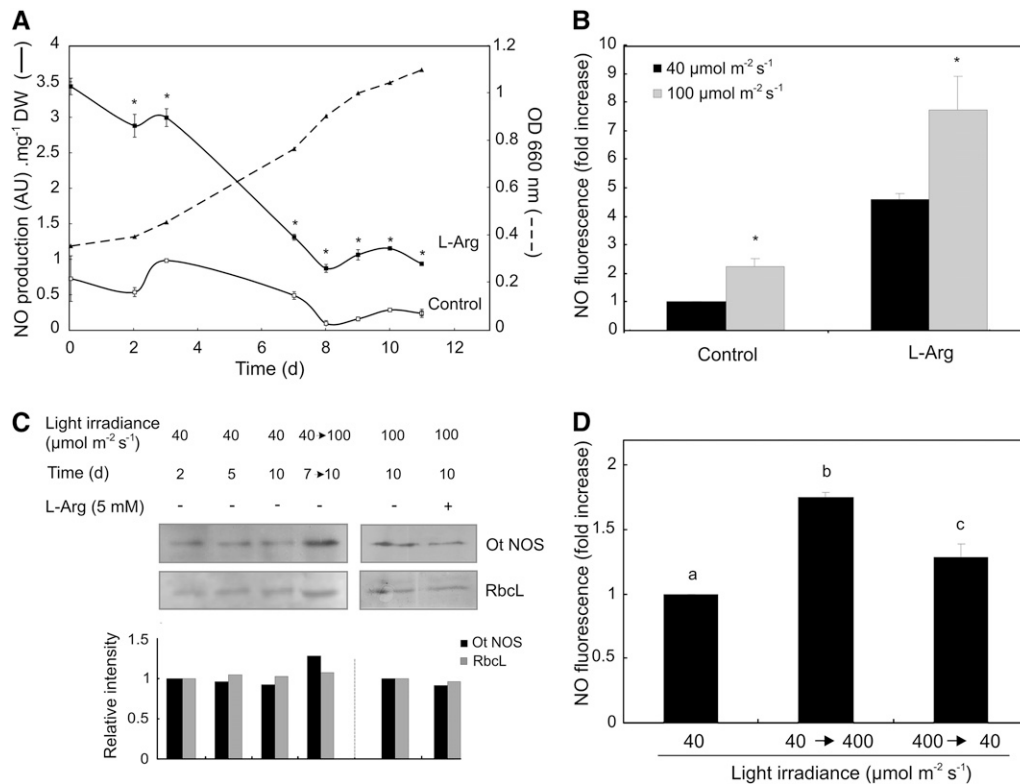 A
NO production (AU) .mg⁻¹ DW (—)
4
3.5
3
2.5
2
1.5
1
0.5
0
* * * * * * *
L-Arg
Control
1.2
1
0.8
0.6
0.4
0.2
0
OD 660 nm (---)
0 2 4 6 8 10 12
Time (d)
B
NO fluorescence (fold increase)
10
9
8
7
6
5
4
3
2
1
0
40 μmol m⁻² s⁻¹
100 μmol m⁻² s⁻¹
* *
Control L-Arg
C
Light irradiance
(μmol m⁻² s⁻¹) 40 40 40 40►100 100 100
Time (d) 2 5 10 7►10 10 10
L-Arg (5 mM) - - - - - +
Ot NOS
RbcL
Relative intensity
1.5
1
0.5
0
Ot NOS
RbcL
D
NO fluorescence (fold increase)
2
1.5
1
0.5
0
a b c
40 40 → 400 400 → 40
Light irradiance (μmol m⁻² s⁻¹)